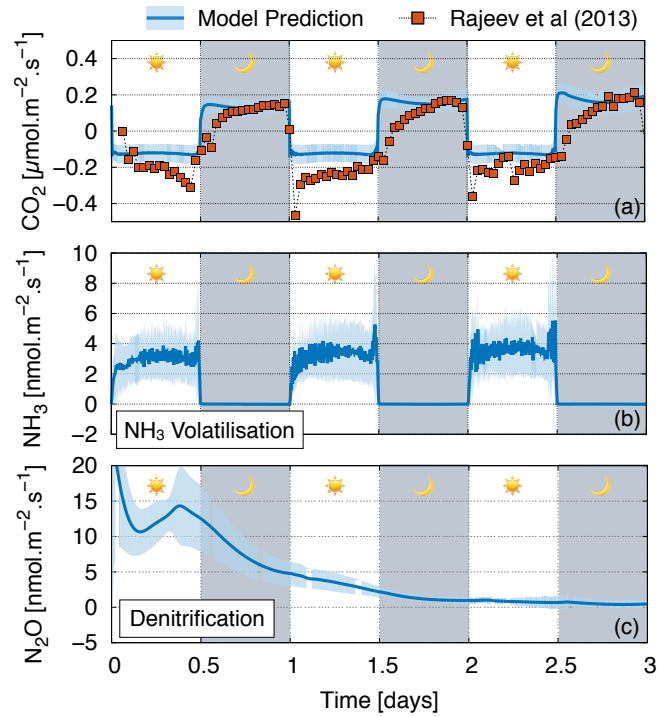 Model Prediction Rajeev et al (2013)
CO₂ [μmol.m⁻².s⁻¹]
0.4
0.2
0
−0.2
−0.4
(a)
NH₃ [nmol.m⁻².s⁻¹]
10
8
6
4
2
0
−2
NH₃ Volatilisation
(b)
N₂O [nmol.m⁻².s⁻¹]
20
15
10
5
0
−5
Denitrification
(c)
0 0.5 1 1.5 2 2.5 3
Time [days]